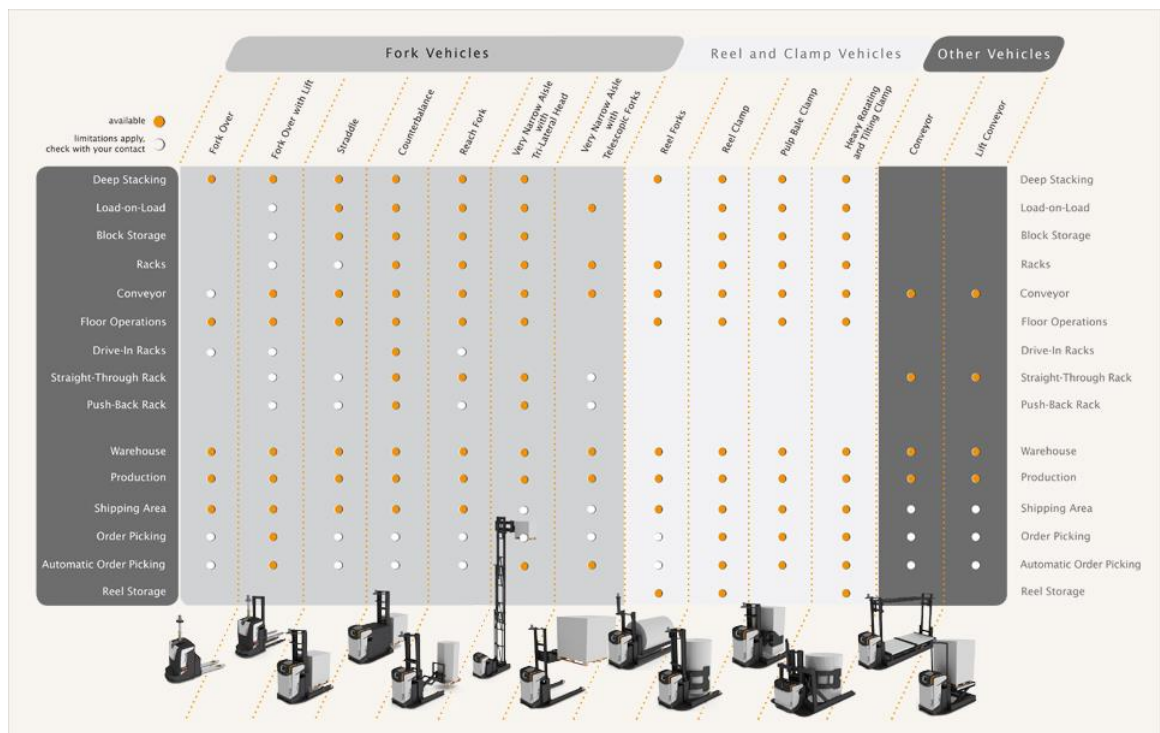 Fork Vehicles
Reel and Clamp Vehicles
Other Vehicles
available
limitations apply,
check with your contact
Fork Over
Fork Over with Lift
Straddle
Counterbalance
Reach Fork
Very Narrow Aisle
with
Tri-Lateral Head
Very Narrow Aisle
with
Telescopic Forks
Reel Forks
Reel Clamp
Pulp Bale Clamp
Heavy Rotating
and Tilting Clamp
Conveyor
Lift Conveyor
Deep Stacking
Deep Stacking
Load-on-Load
Load-on-Load
Block Storage
Block Storage
Racks
Racks
Conveyor
Conveyor
Floor Operations
Floor Operations
Drive-In Racks
Drive-In Racks
Straight-Through Rack
Straight-Through Rack
Push-Back Rack
Push-Back Rack
Warehouse
Warehouse
Production
Production
Shipping Area
Shipping Area
Order Picking
Order Picking
Automatic Order Picking
Automatic Order Picking
Reel Storage
Reel Storage